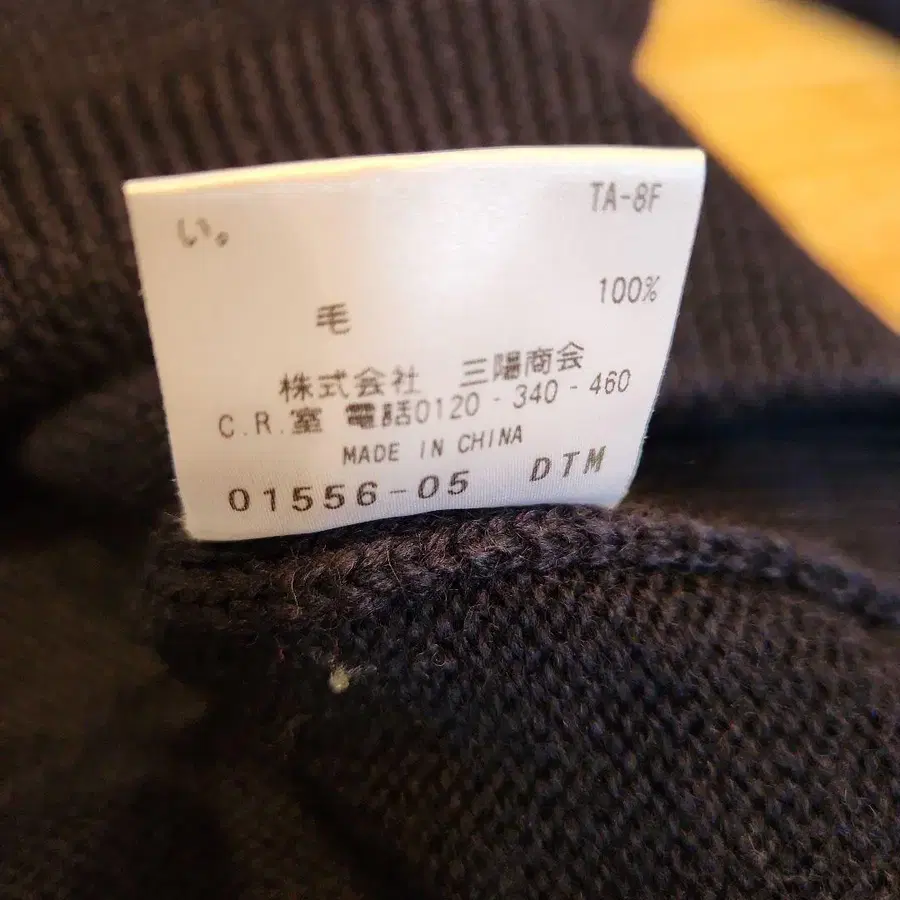 TA-8F
い。
毛 100%
株式会社 三陽商会
C.R.室 電話0120-340-460
MADE IN CHINA
01556-05 DTM